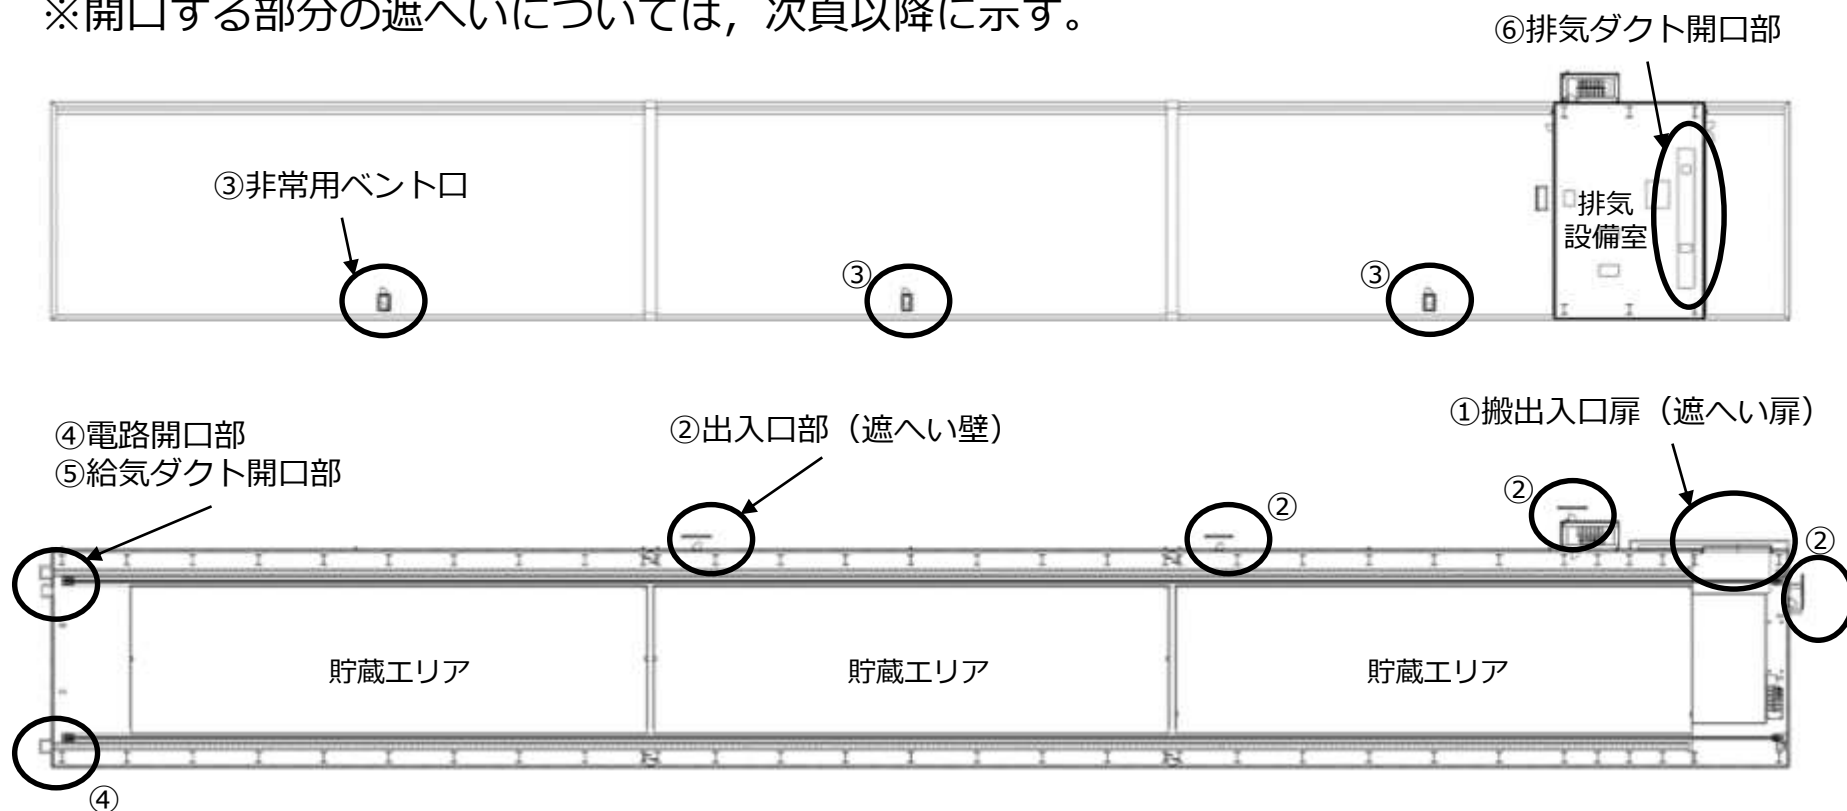 ※開口する部分の遮へいについては，次頁以降に示す。
⑥排気ダクト開口部
③非常用ベント口
排気
設備室
③
③
④電路開口部
⑤給気ダクト開口部
②出入口部（遮へい壁）
①搬出入口扉（遮へい扉）
②
②
②
貯蔵エリア
貯蔵エリア
貯蔵エリア
④